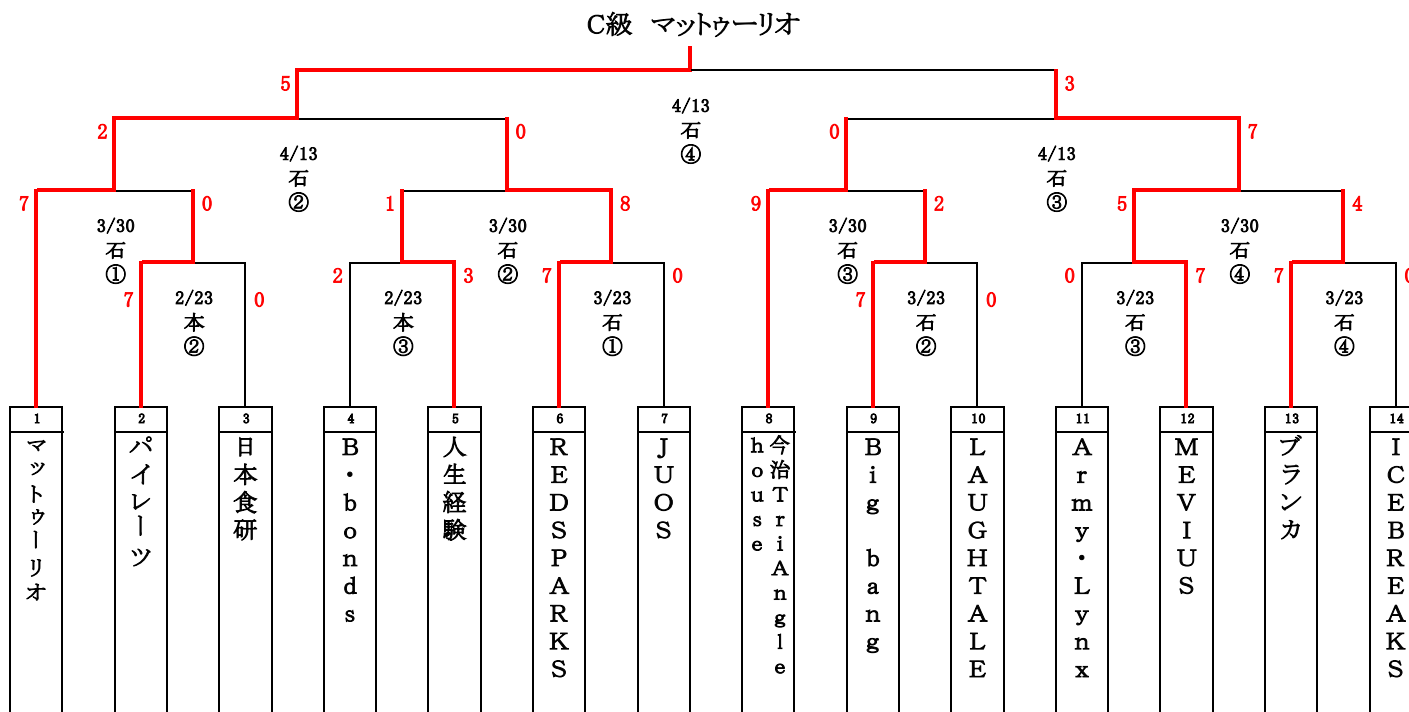 C級 マットゥーリオ
5
3
4/13
石
④
2
0
0
7
4/13
石
②
4/13
石
③
7
0
1
8
9
2
5
4
3/30
石
①
3/30
石
②
3/30
石
③
3/30
石
④
7
0
2
3
7
0
7
0
0
7
7
0
2/23
本
②
2/23
本
③
3/23
石
①
3/23
石
②
3/23
石
③
3/23
石
④
1
2
3
4
5
6
7
8
9
10
11
12
13
14
マットゥーリオ
パイレーツ
日本食研
B・bonds
人生経験
REDSPARKS
JUOS
今治TriAngle
house
Big bang
LAUGHTALE
Army・Lynx
MEVIUS
ブランカ
ICEBREAKS